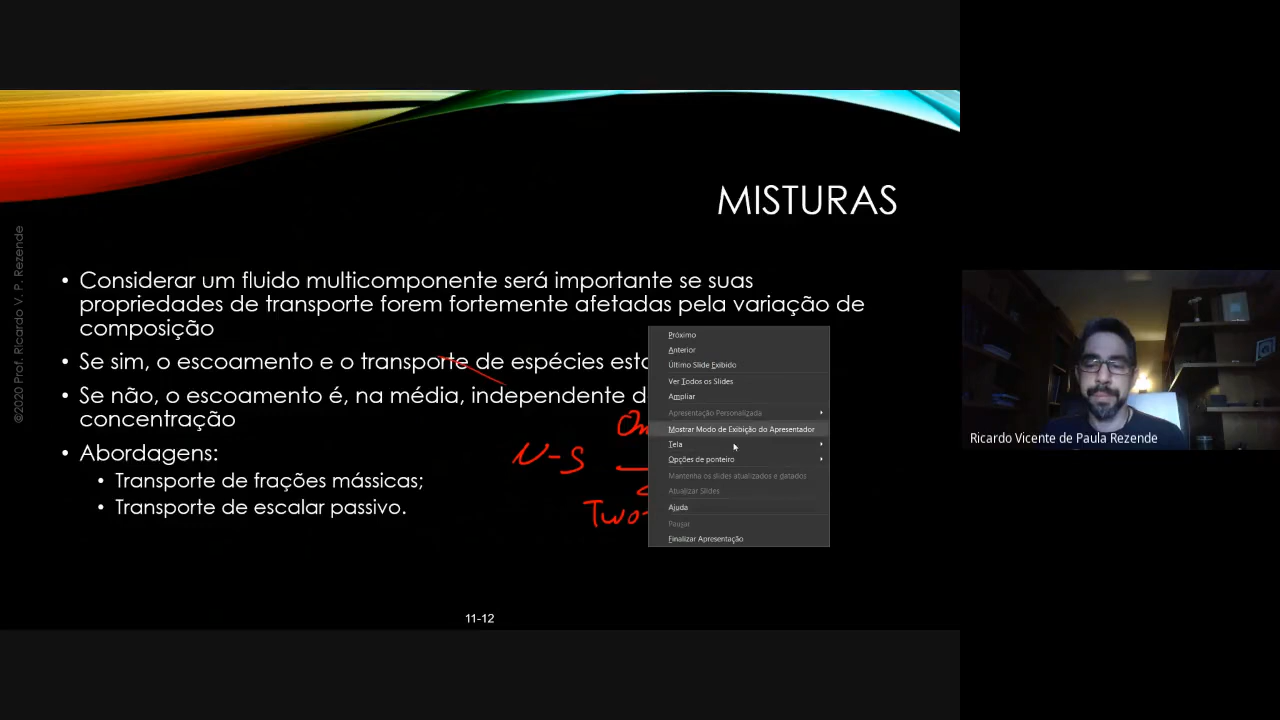 MISTURAS
• Considerar um fluido multicomponente será importante se suas
propriedades de transporte forem fortemente afetadas pela variação de
composição
• Se sim, o escoamento e o transporte de espécies
• Se não, o escoamento é, na média, independente
concentração
• Abordagens:
• Transporte de frações mássicas;
• Transporte de escalar passivo.
N-S
Two-
Próximo
Anterior
Último Slide Exibido
Ver Todos os Slides
Ampliar
Apresentação Personalizada
Mostrar Modo de Exibição do Apresentador
Tela
Opções de ponteiro
Mantenha os slides atualizados e datados
Atualizar Slides
Ajuda
Pausar
Finalizar Apresentação
11-12
©2020 Prof. Ricardo V. P. Rezende
Ricardo Vicente de Paula Rezende